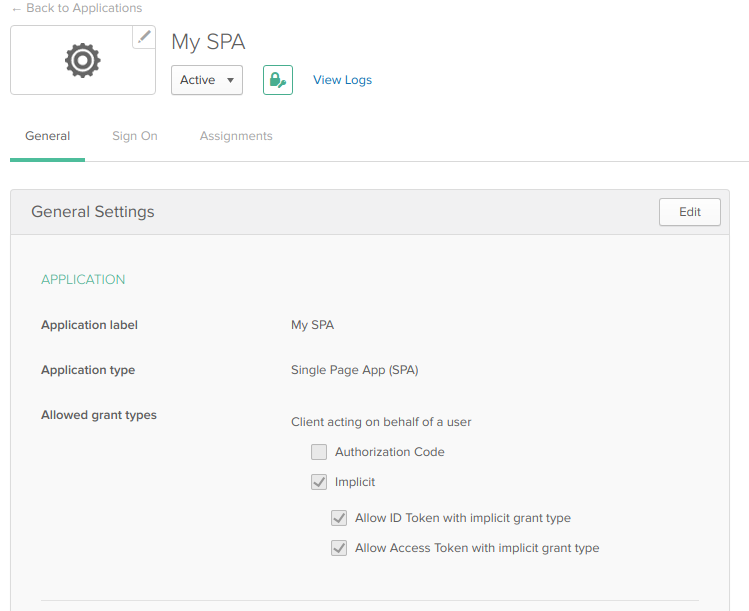 ← Back to Applications
My SPA
Active
View Logs
General Sign On Assignments
General Settings
Edit
APPLICATION
Application label My SPA
Application type Single Page App (SPA)
Allowed grant types
Client acting on behalf of a user
Authorization Code
Implicit
Allow ID Token with implicit grant type
Allow Access Token with implicit grant type